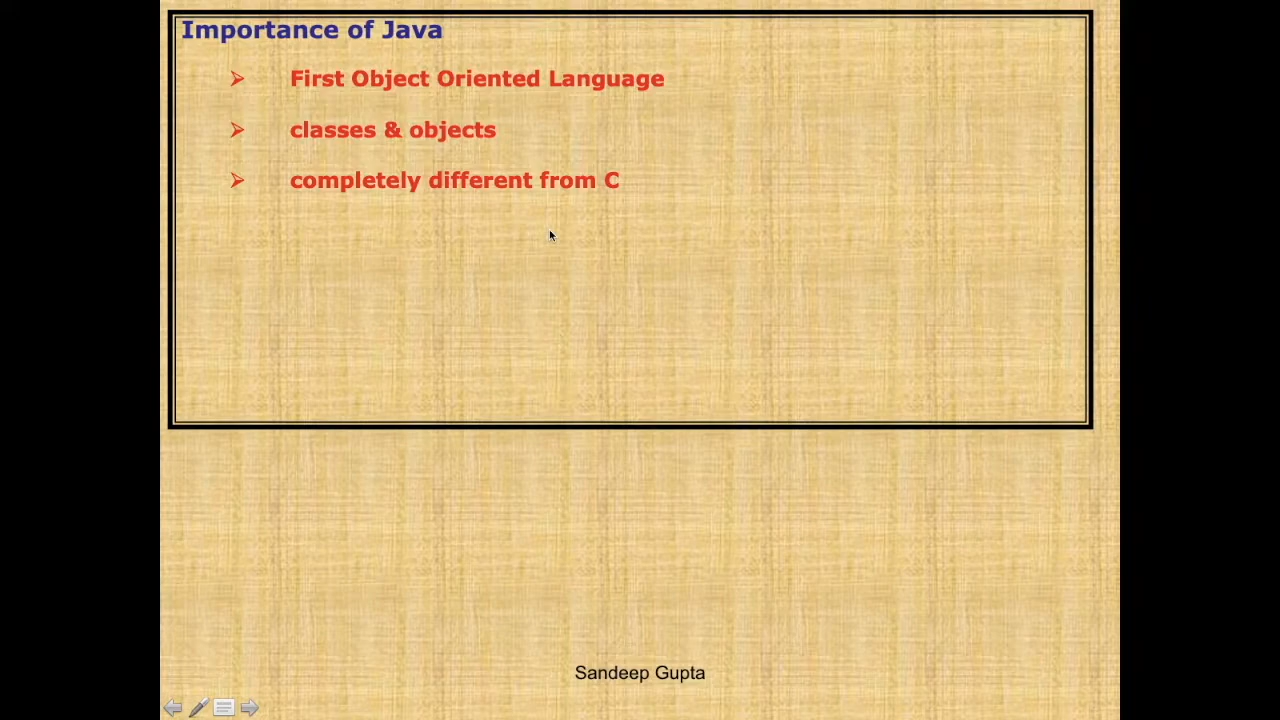 Importance of Java
First Object Oriented Language
classes & objects
completely different from C
Sandeep Gupta